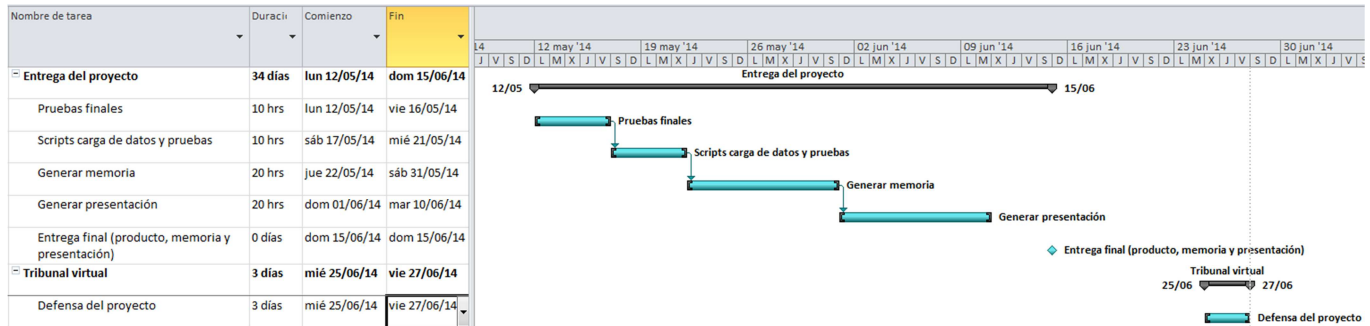 Nombre de tarea Duració Comienzo Fin
14 12 may '14 19 may '14 26 may '14 02 jun '14 09 jun '14 16 jun '14 23 jun '14 30 jun '14
J V S D L M X J V S D L M X J V S D L M X J V S D L M X J V S D L M X J V S D L M X J V S D L M X J V S D L M X J V S
Entrega del proyecto 34 días lun 12/05/14 dom 15/06/14
Entrega del proyecto
12/05 15/06
Pruebas finales 10 hrs lun 12/05/14 vie 16/05/14 Pruebas finales
Scripts carga de datos y pruebas 10 hrs sáb 17/05/14 mié 21/05/14 Scripts carga de datos y pruebas
Generar memoria 20 hrs jue 22/05/14 sáb 31/05/14 Generar memoria
Generar presentación 20 hrs dom 01/06/14 mar 10/06/14 Generar presentación
Entrega final (producto, memoria y 0 días dom 15/06/14 dom 15/06/14 Entrega final (producto, memoria y presentación)
presentación)
Tribunal virtual 3 días mié 25/06/14 vie 27/06/14 Tribunal virtual
25/06 27/06
Defensa del proyecto 3 días mié 25/06/14 vie 27/06/14 Defensa del proyecto